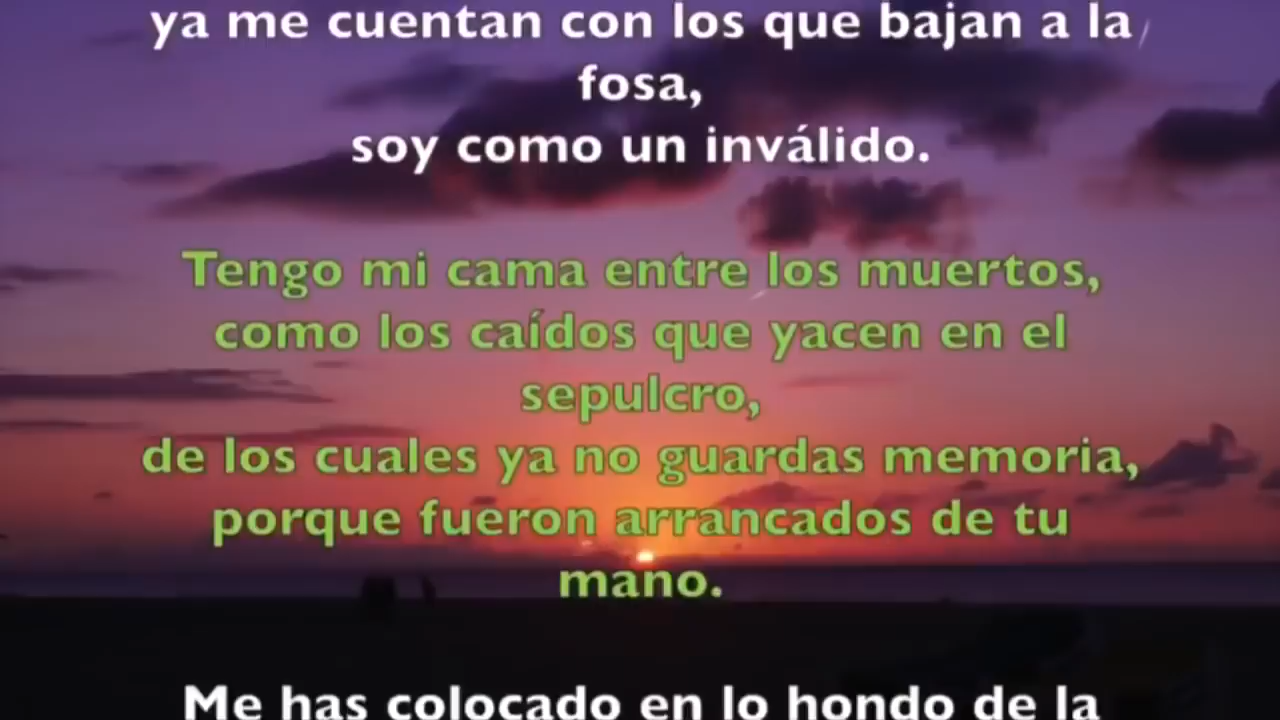 ya me cuentan con los que bajan a la
fosa,
soy como un inválido.
Tengo mi cama entre los muertos,
como los caídos que yacen en el
sepulcro,
de los cuales ya no guardas memoria,
porque fueron arrancados de tu
mano.
Me has colocado en lo hondo de la